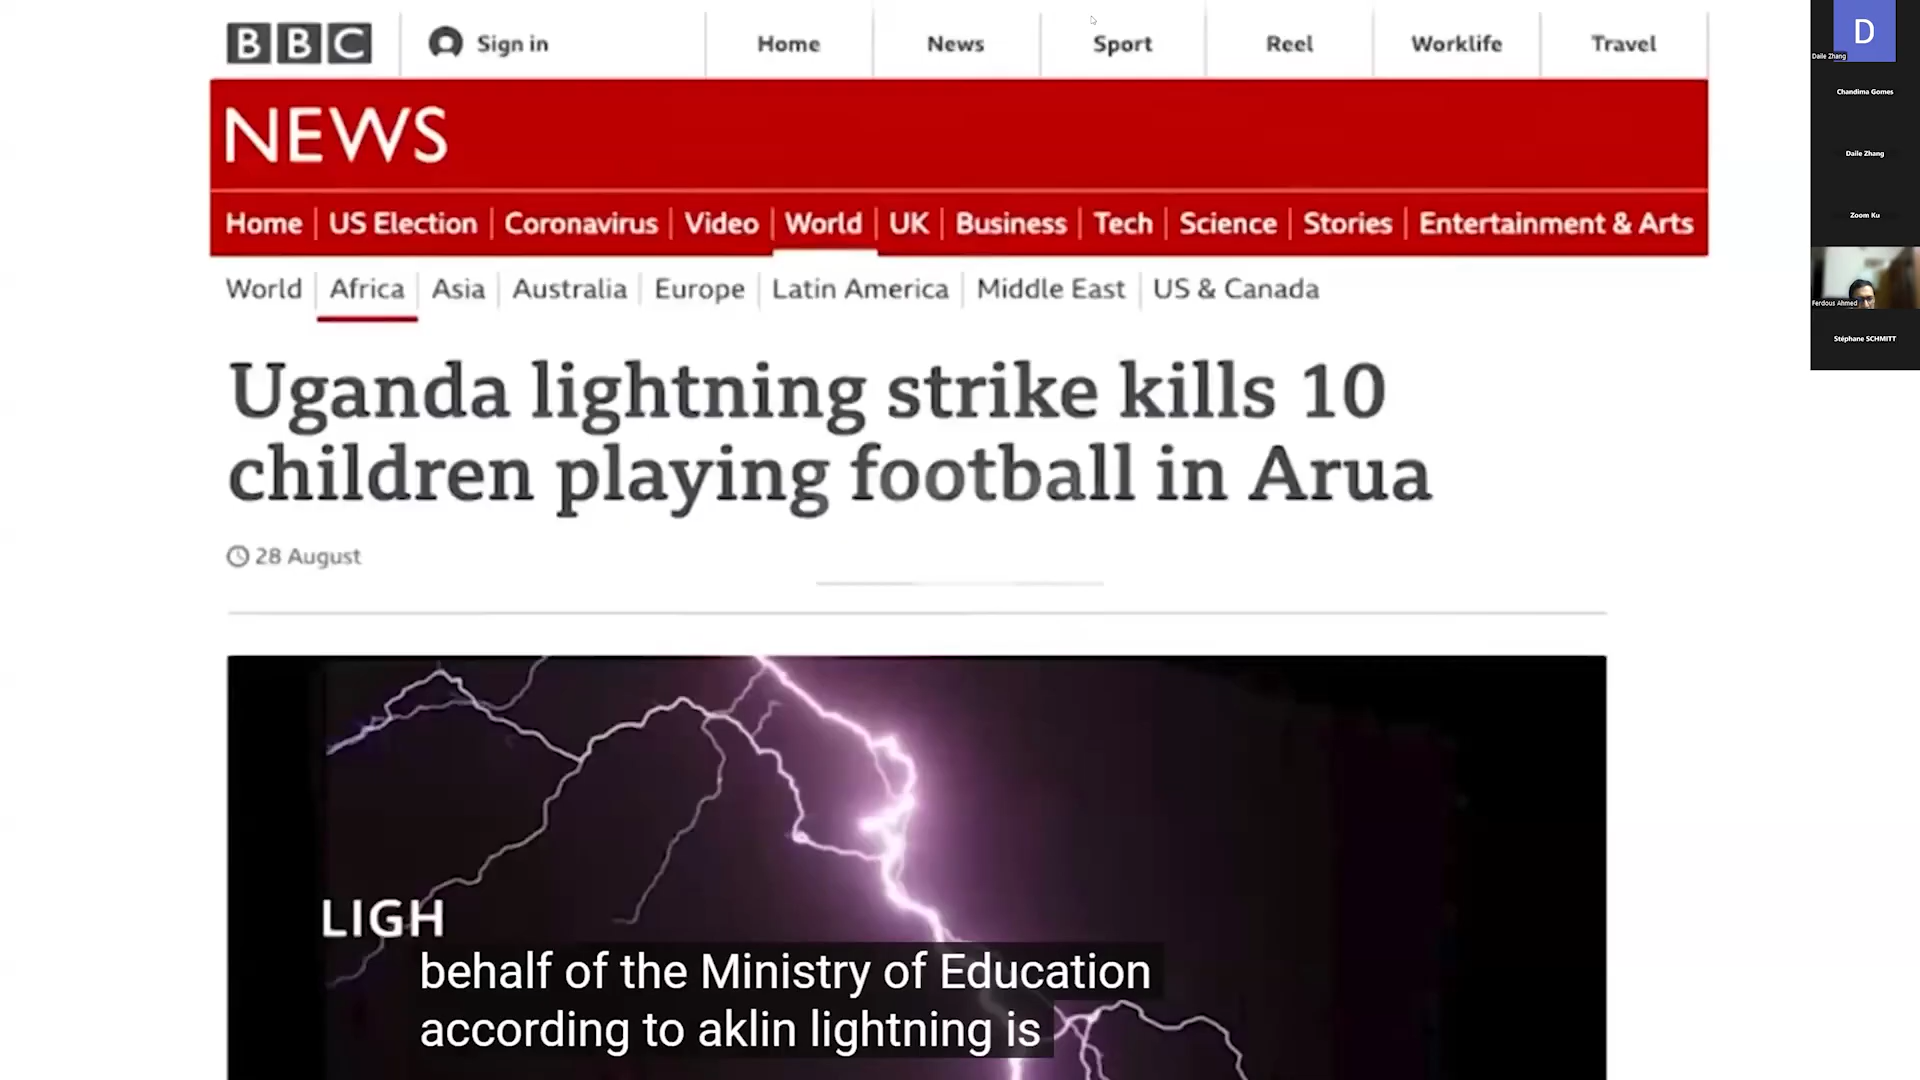 BBC
Sign in
Home
News
Sport
Reel
Worklife
Travel
NEWS
Home
US Election
Coronavirus
Video
World
UK
Business
Tech
Science
Stories
Entertainment & Arts
World
Africa
Asia
Australia
Europe
Latin America
Middle East
US & Canada
Uganda lightning strike kills 10
children playing football in Arua
28 August
LIGH
behalf of the Ministry of Education
according to aklin lightning is
D
Daile Zhang
Chandima Gomes
Daile Zhang
Zoom Ku
Ferdous Ahmed
Stéphane SCHMITT